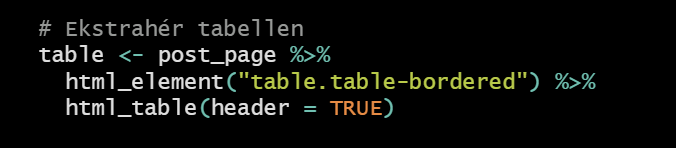 # Ekstrahér tabellen
table <- post_page %>%
  html_element("table.table-bordered") %>%
  html_table(header = TRUE)